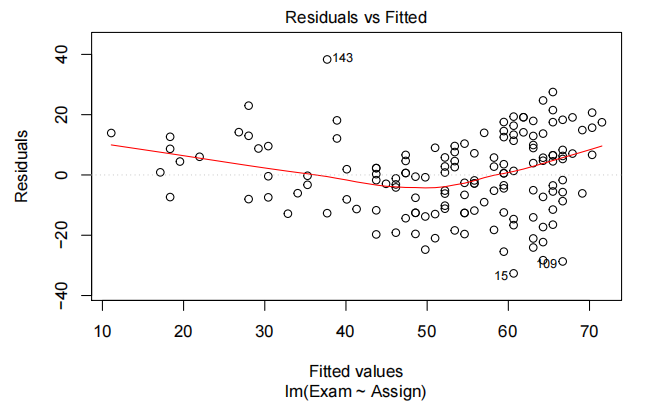 Residuals vs Fitted
Residuals
40
20
0
−20
−40
143
109
15
10 20 30 40 50 60 70
Fitted values
lm(Exam ~ Assign)